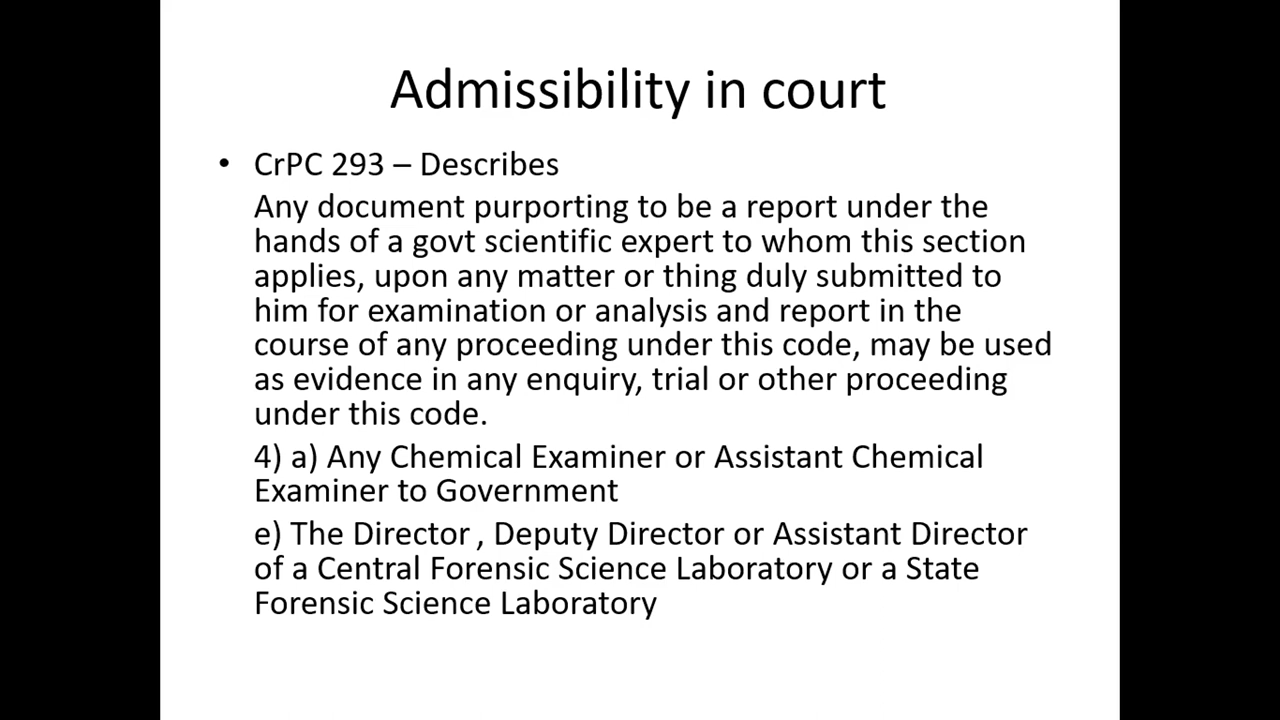 Admissibility in court
• CrPC 293 – Describes
Any document purporting to be a report under the
hands of a govt scientific expert to whom this section
applies, upon any matter or thing duly submitted to
him for examination or analysis and report in the
course of any proceeding under this code, may be used
as evidence in any enquiry, trial or other proceeding
under this code.
4) a) Any Chemical Examiner or Assistant Chemical
Examiner to Government
e) The Director , Deputy Director or Assistant Director
of a Central Forensic Science Laboratory or a State
Forensic Science Laboratory